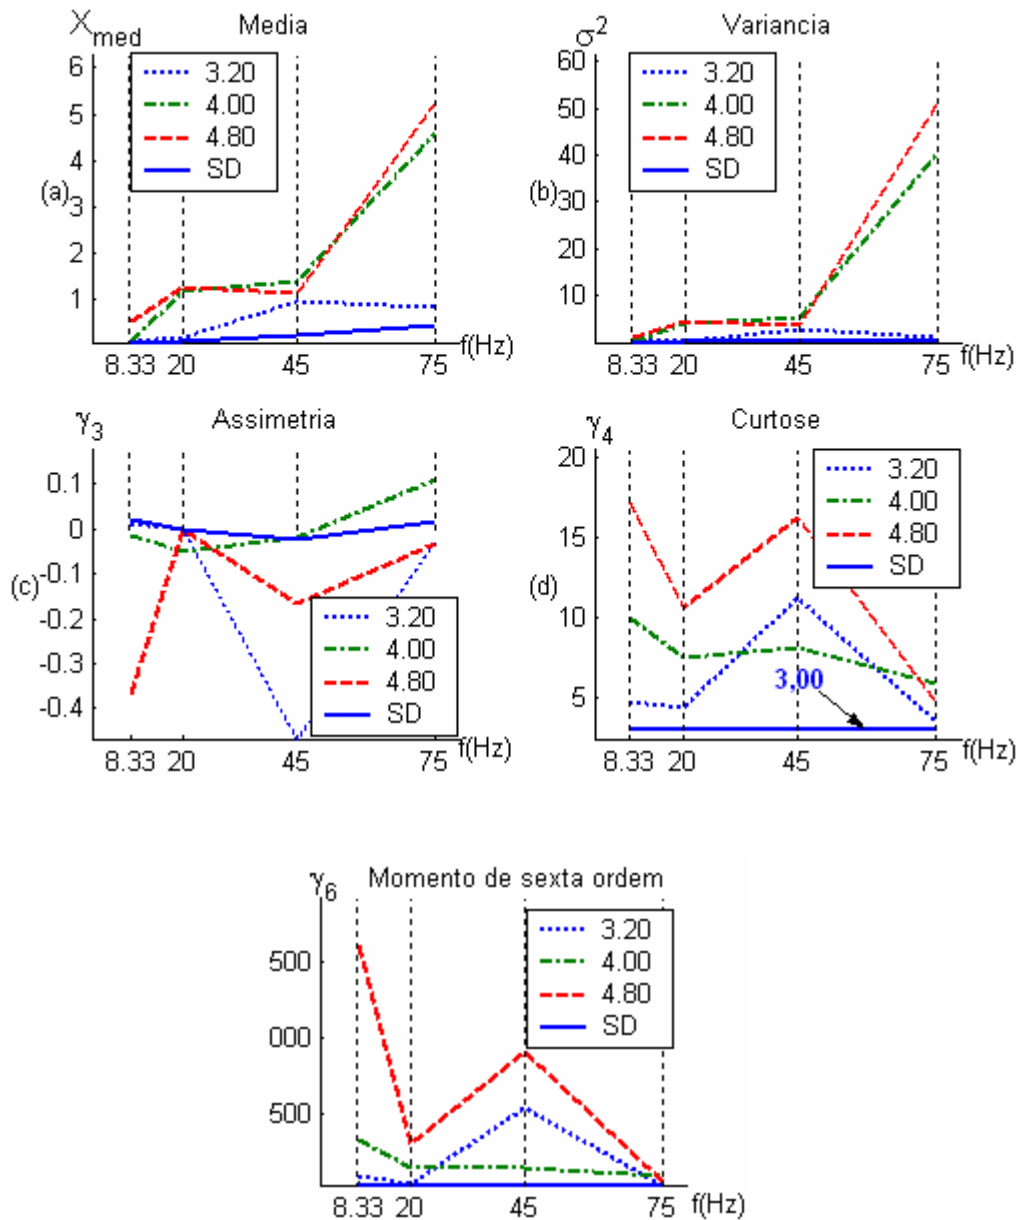 X med
Media
6
5
4
3
2
1
(a)
3.20
4.00
4.80
SD
8.33 20 45 75
f(Hz)
σ2
Variancia
60
50
40
30
20
10
(b)
3.20
4.00
4.80
SD
8.33 20 45 75
f(Hz)
γ3
Assimetria
0.1
0
-0.1
-0.2
-0.3
-0.4
(c)
3.20
4.00
4.80
SD
8.33 20 45 75
f(Hz)
γ4
Curtose
20
15
10
5
(d)
3.20
4.00
4.80
SD
3,00
8.33 20 45 75
f(Hz)
γ6
Momento de sexta ordem
500
000
500
3.20
4.00
4.80
SD
8.33 20 45 75
f(Hz)